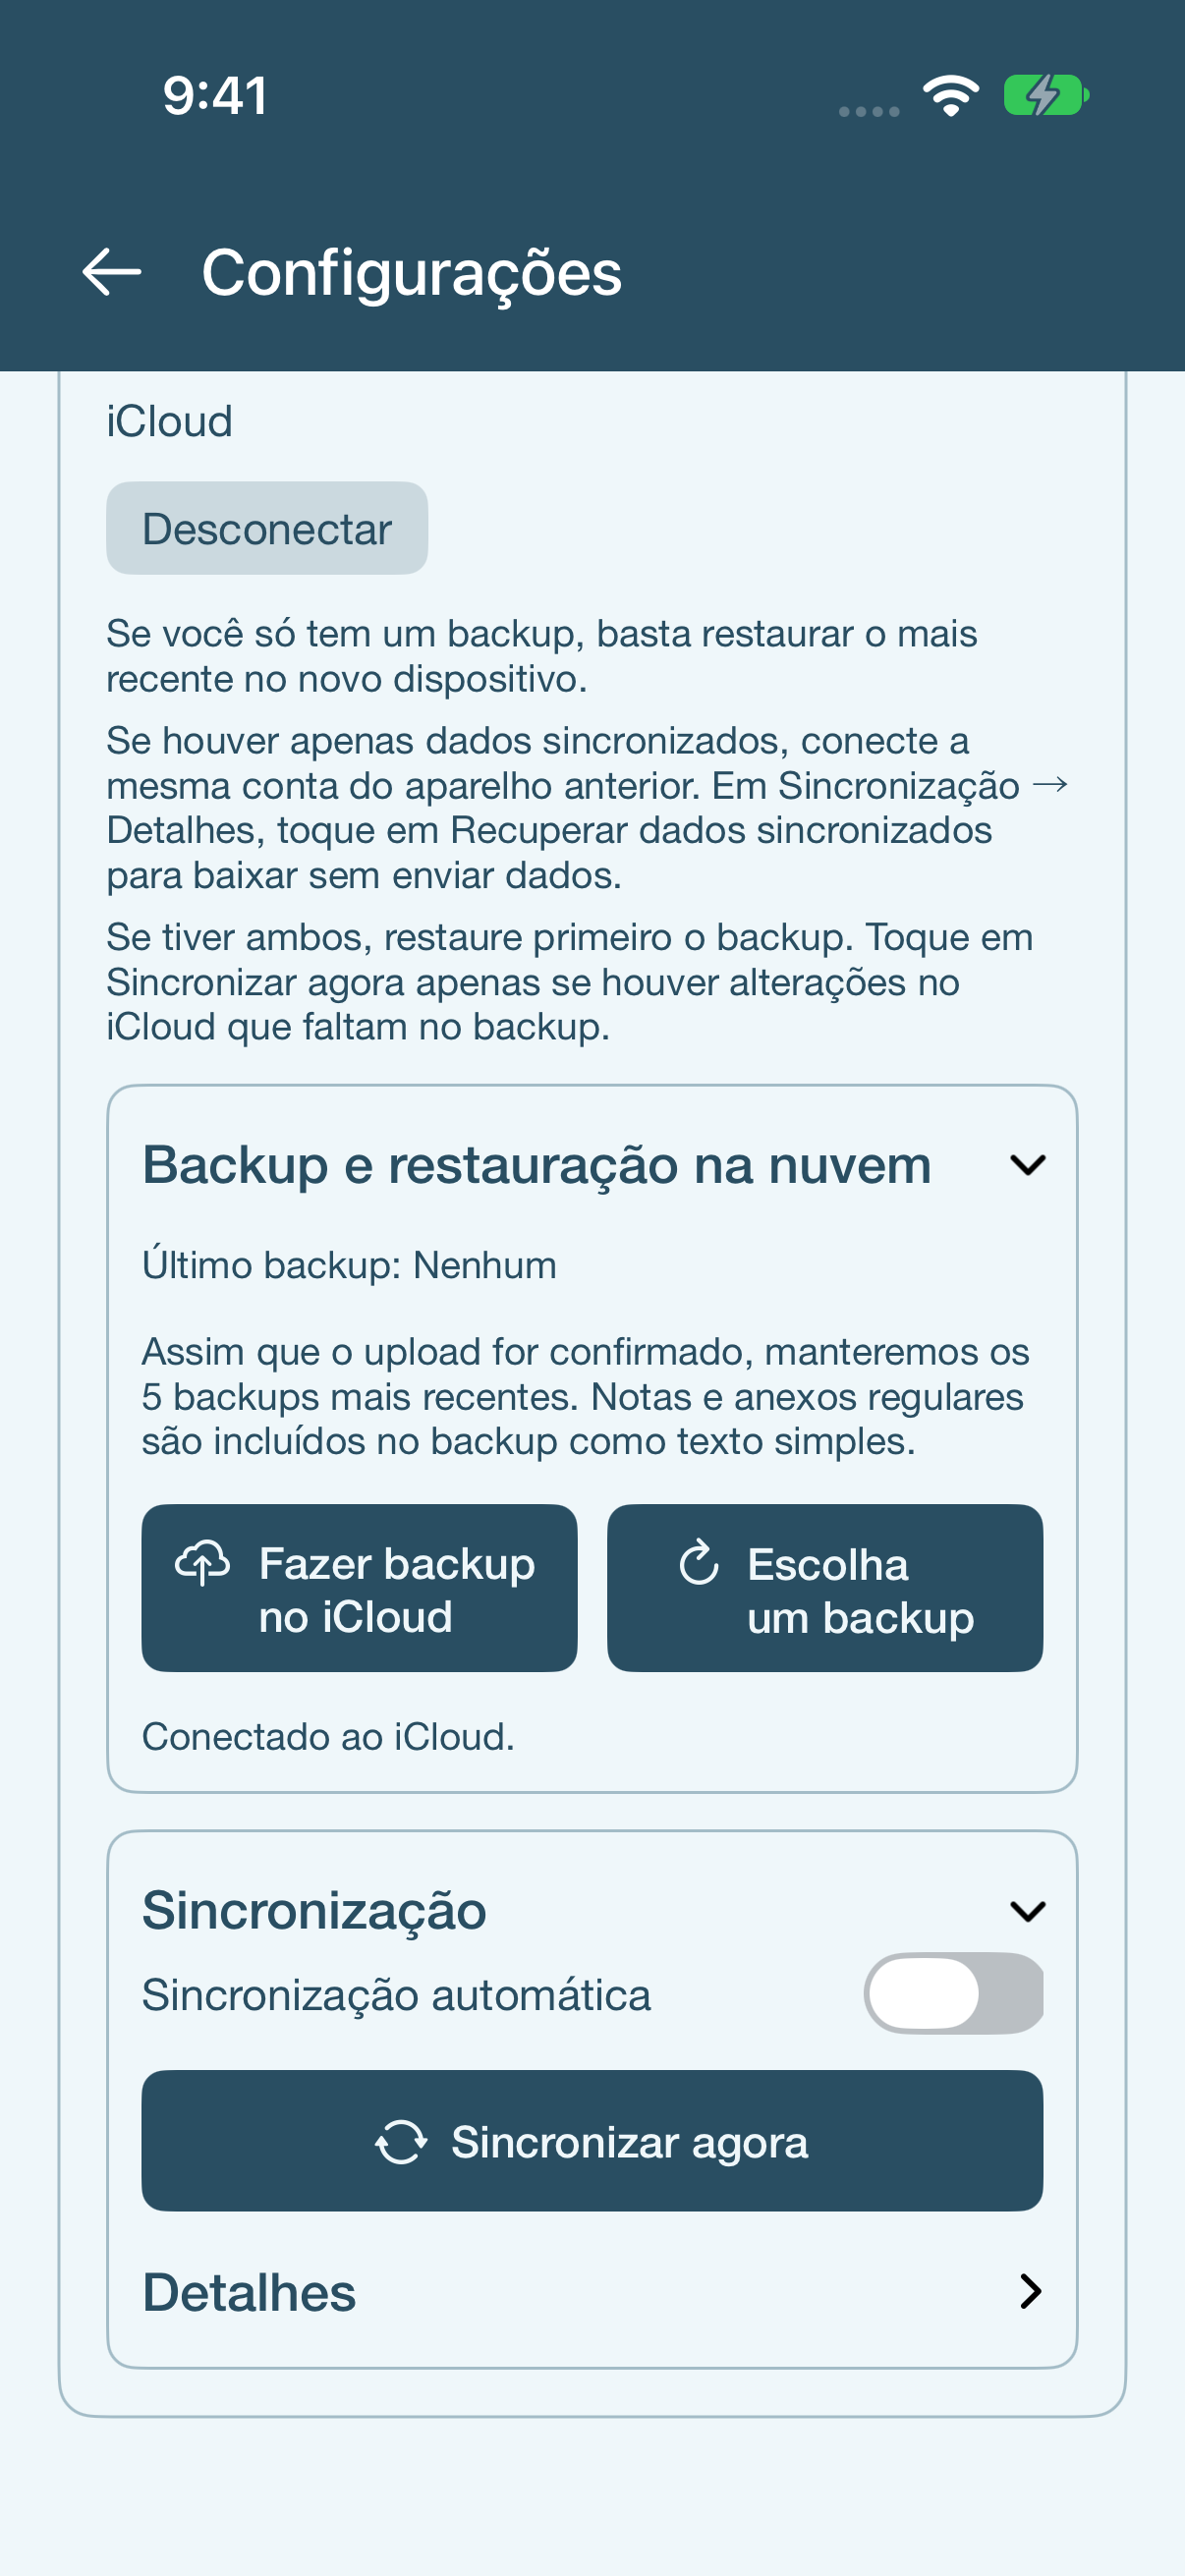 9:41
Configurações
iCloud
Desconectar
Se você só tem um backup, basta restaurar o mais
recente no novo dispositivo.
Se houver apenas dados sincronizados, conecte a
mesma conta do aparelho anterior. Em Sincronização →
Detalhes, toque em Recuperar dados sincronizados
para baixar sem enviar dados.
Se tiver ambos, restaure primeiro o backup. Toque em
Sincronizar agora apenas se houver alterações no
iCloud que faltam no backup.
Backup e restauração na nuvem
Último backup: Nenhum
Assim que o upload for confirmado, manteremos os
5 backups mais recentes. Notas e anexos regulares
são incluídos no backup como texto simples.
Fazer backup
no iCloud
Escolha
um backup
Conectado ao iCloud.
Sincronização
Sincronização automática
Sincronizar agora
Detalhes